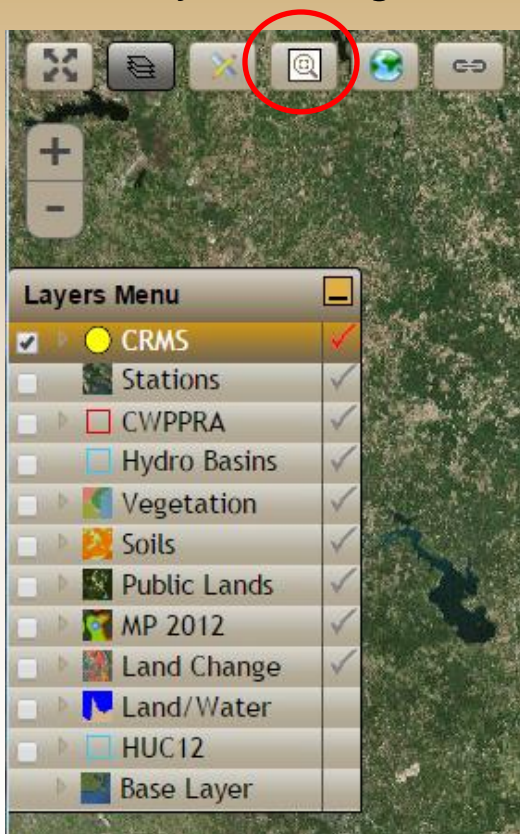 +
-
Layers Menu
CRMS
Stations
CWPPRA
Hydro Basins
Vegetation
Soils
Public Lands
MP 2012
Land Change
Land/Water
HUC12
Base Layer